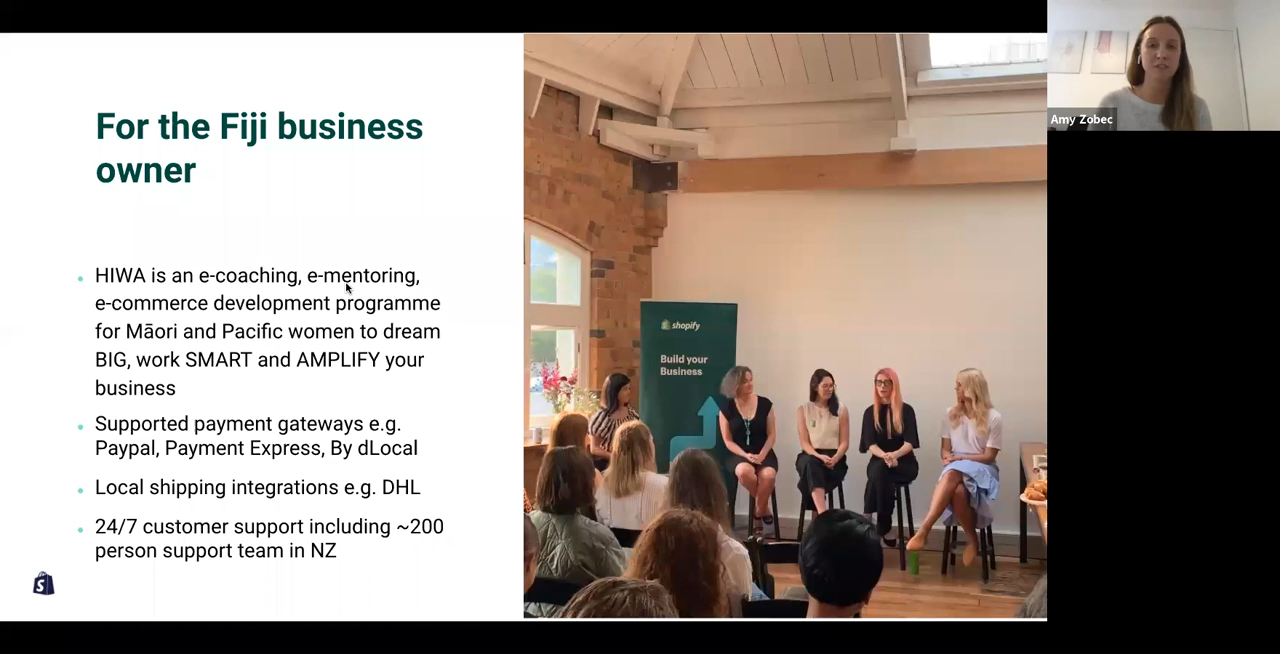 For the Fiji business
owner
HIWA is an e-coaching, e-mentoring,
e-commerce development programme
for Māori and Pacific women to dream
BIG, work SMART and AMPLIFY your
business
Supported payment gateways e.g.
Paypal, Payment Express, By dLocal
Local shipping integrations e.g. DHL
24/7 customer support including ~200
person support team in NZ
shopify
Build your
Business
Amy Zobec